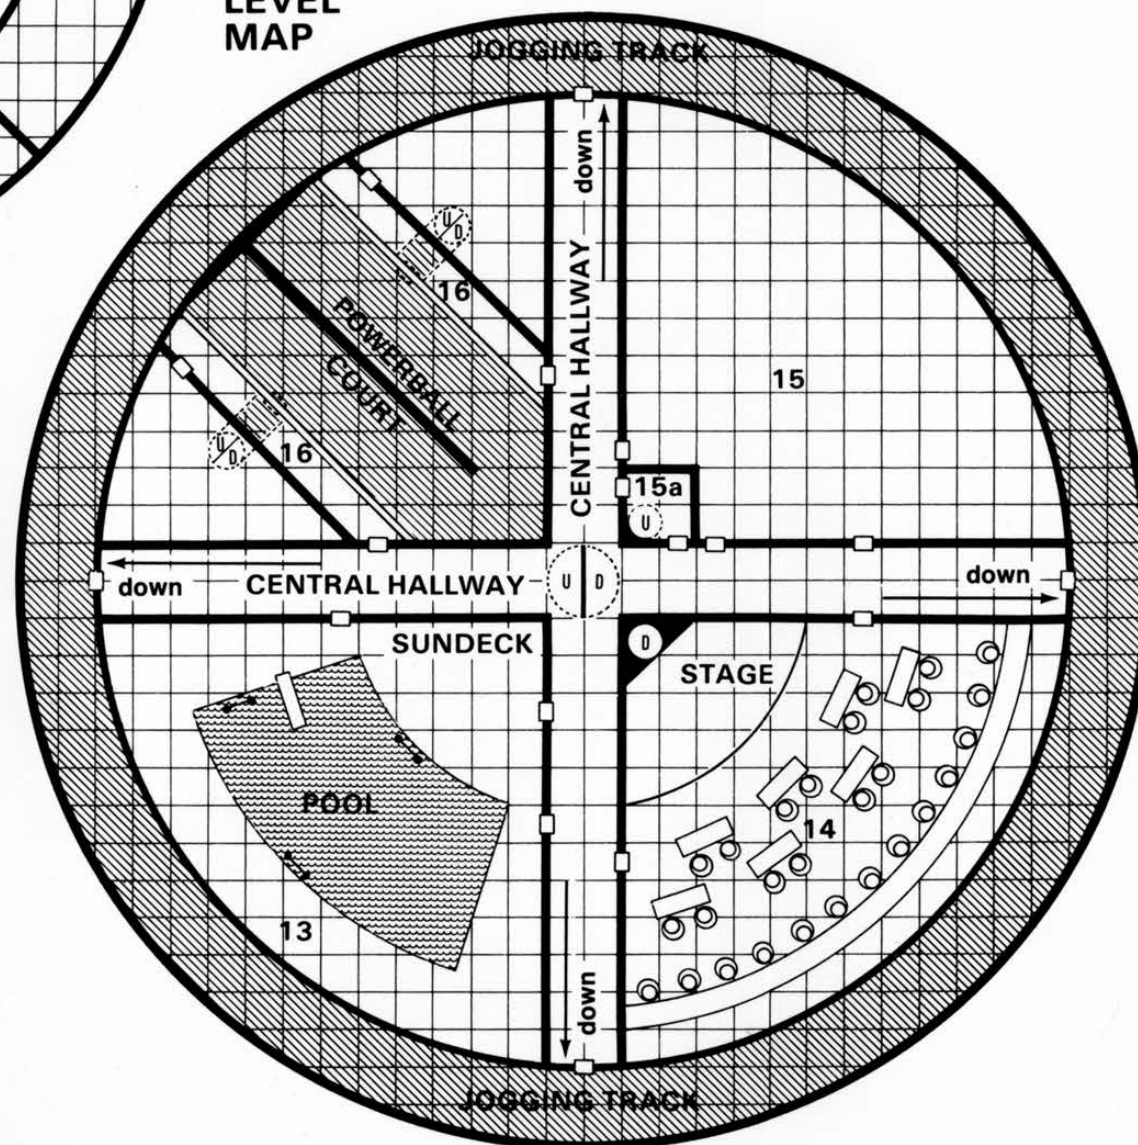 LEVEL
MAP
JOGGING TRACK
down
U/D
16
CENTRAL HALLWAY
POWERBALL
COURT
15
U/D
16
15a
U
down
CENTRAL HALLWAY
U D
down
SUNDECK
D
STAGE
POOL
14
13
down
JOGGING TRACK